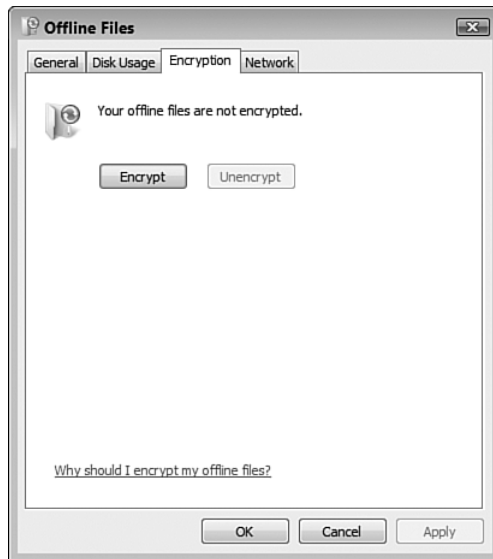 Offline Files
General Disk Usage Encryption Network
Your offline files are not encrypted.
Encrypt Unencrypt
Why should I encrypt my offline files?
OK Cancel Apply